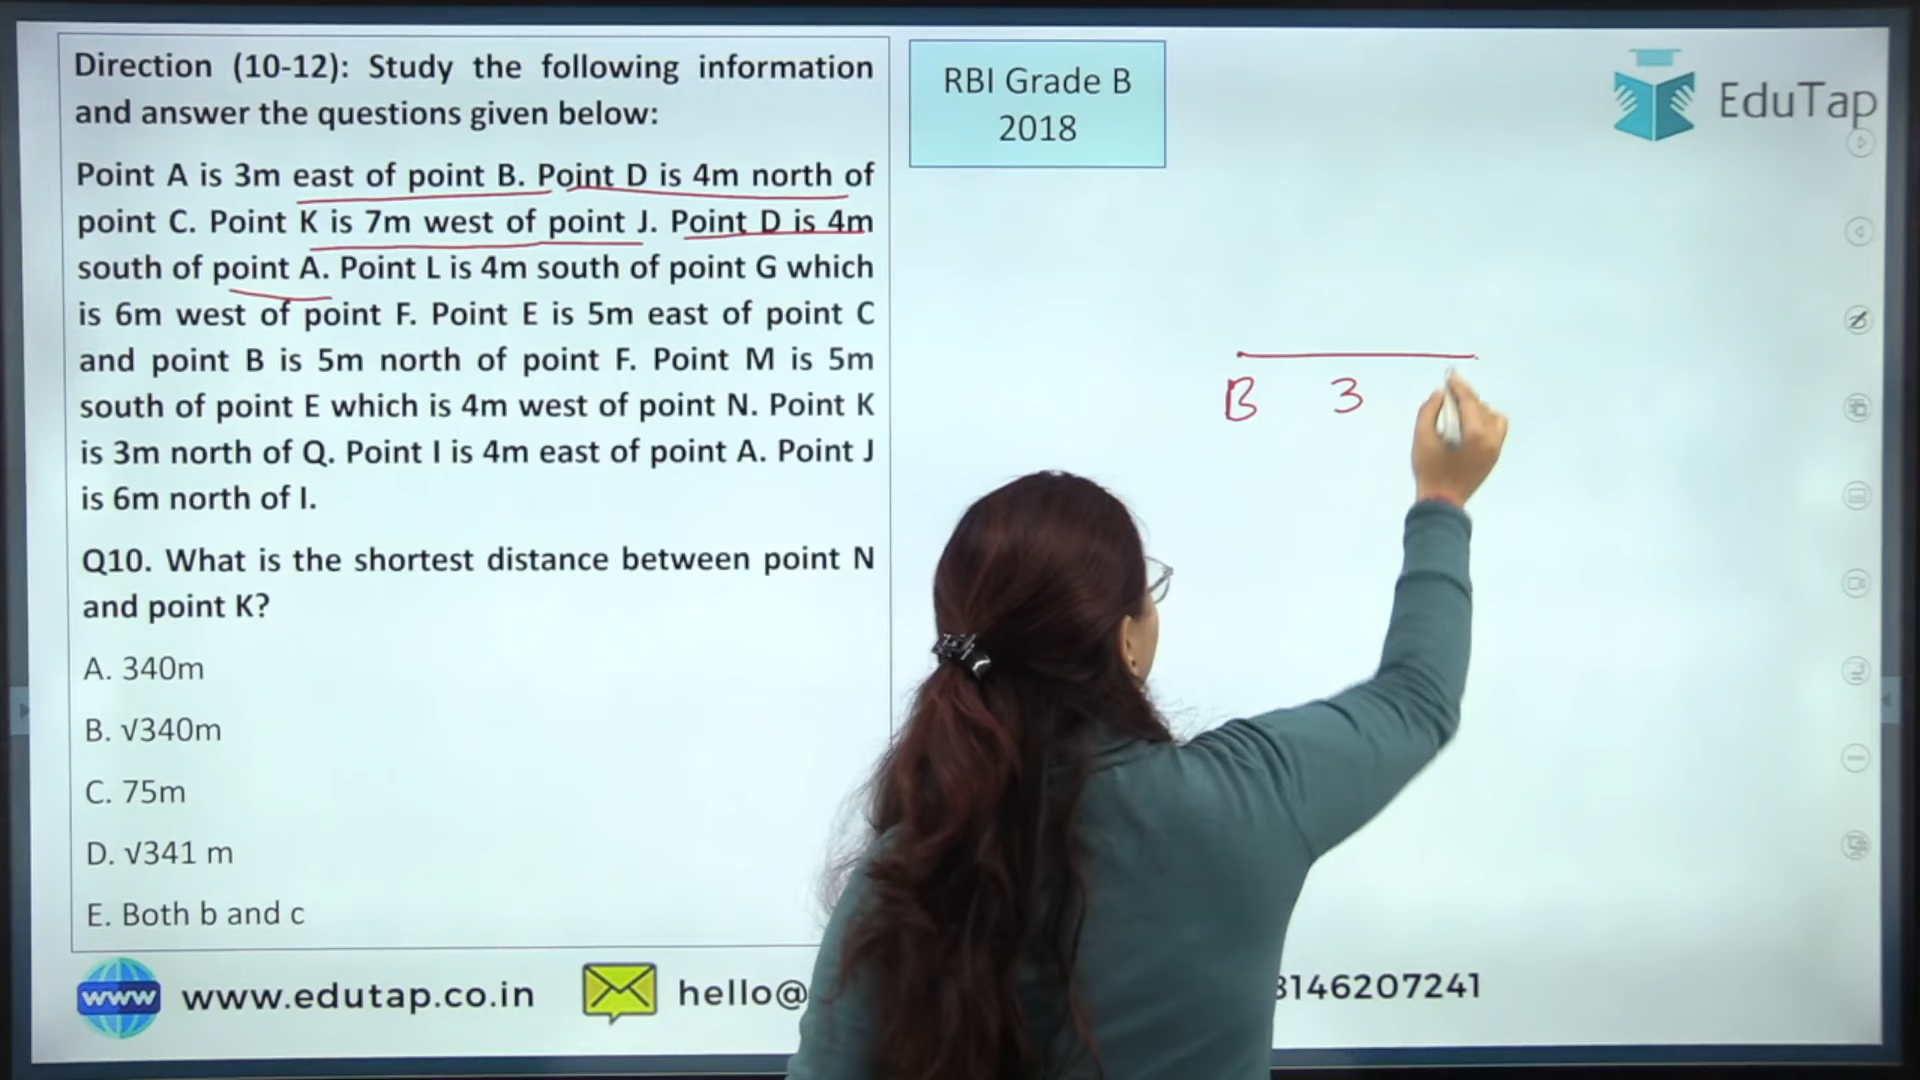 Direction (10-12): Study the following information
and answer the questions given below:
Point A is 3m east of point B. Point D is 4m north of
point C. Point K is 7m west of point J. Point D is 4m
south of point A. Point L is 4m south of point G which
is 6m west of point F. Point E is 5m east of point C
and point B is 5m north of point F. Point M is 5m
south of point E which is 4m west of point N. Point K
is 3m north of Q. Point I is 4m east of point A. Point J
is 6m north of I.
Q10. What is the shortest distance between point N
and point K?
A. 340m
B. √340m
C. 75m
D. √341 m
E. Both b and c
RBI Grade B
2018
EduTap
B 3
www www.edutap.co.in
hello@
8146207241